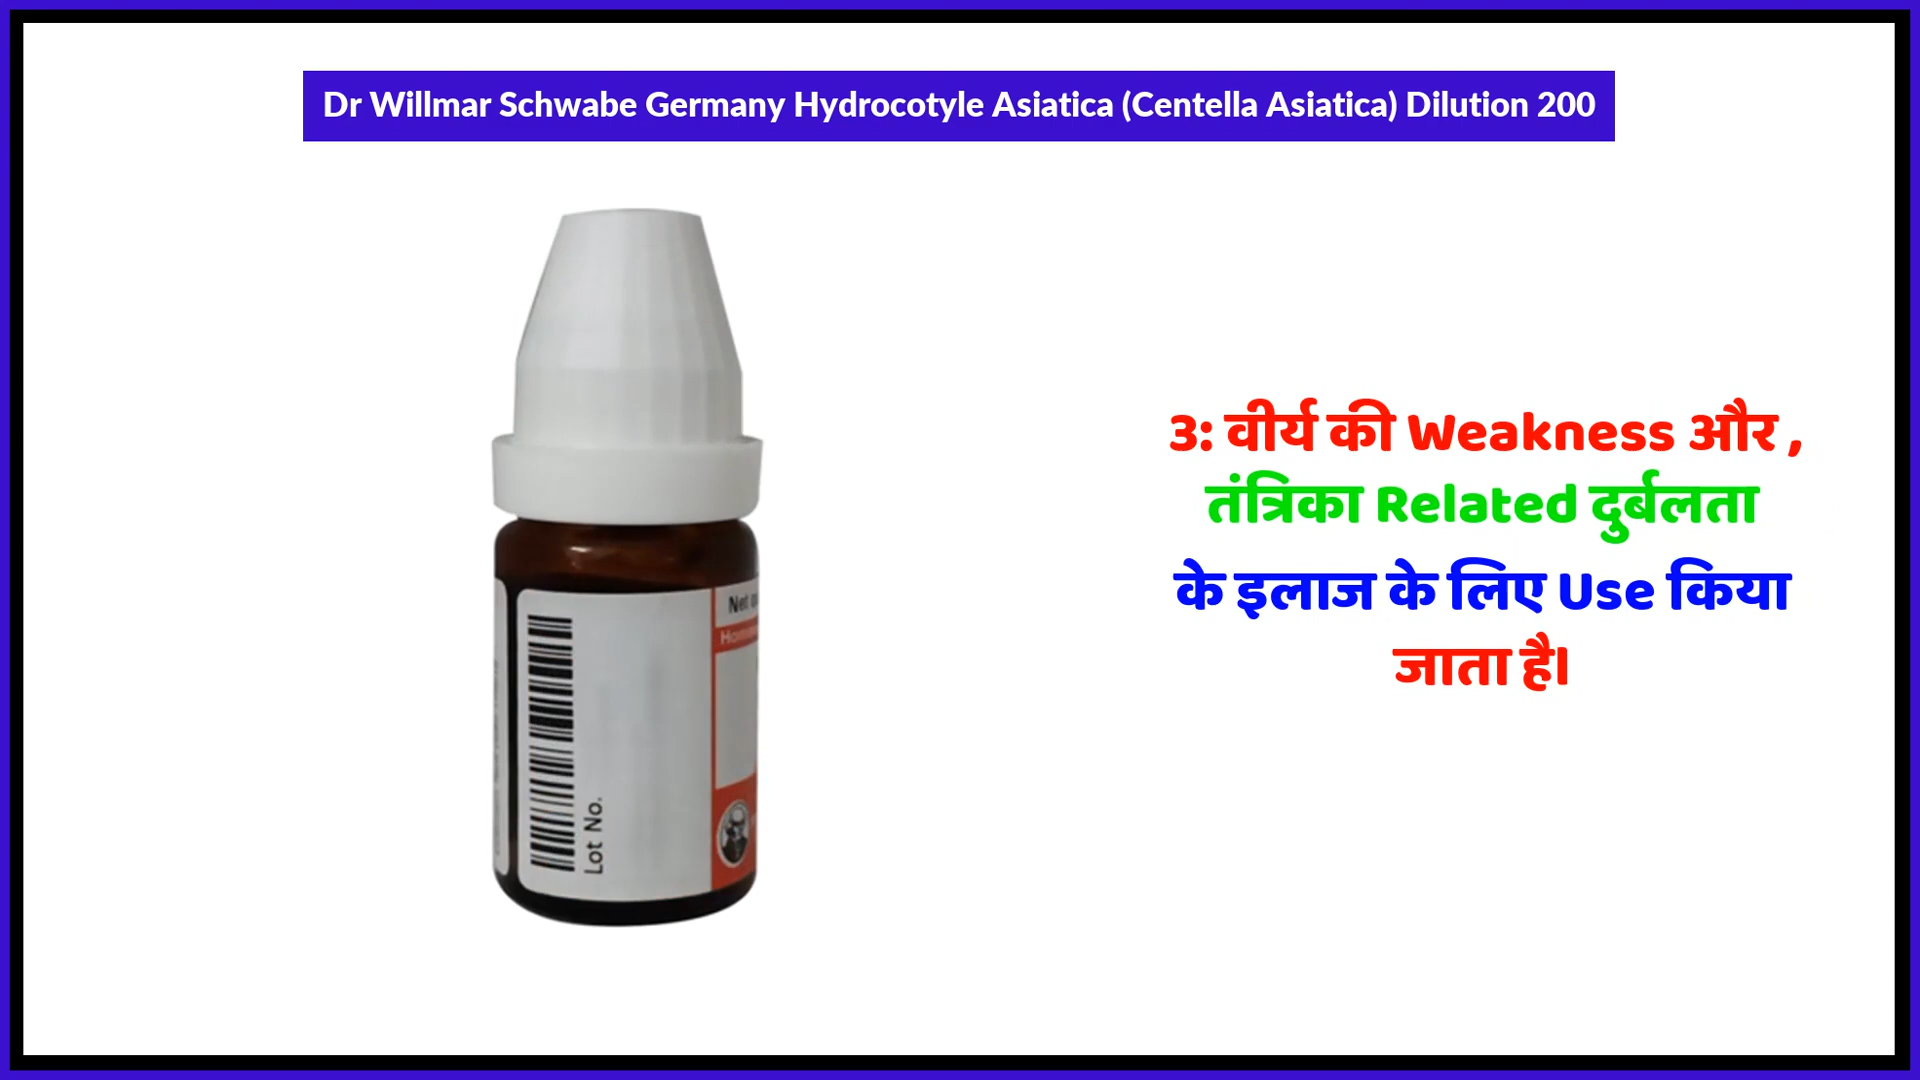 Dr Willmar Schwabe Germany Hydrocotyle Asiatica (Centella Asiatica) Dilution 200
3: वीर्य की Weakness और ,
तंत्रिका Related दुर्बलता
के इलाज के लिए Use किया
जाता है।
Net
Lot No.